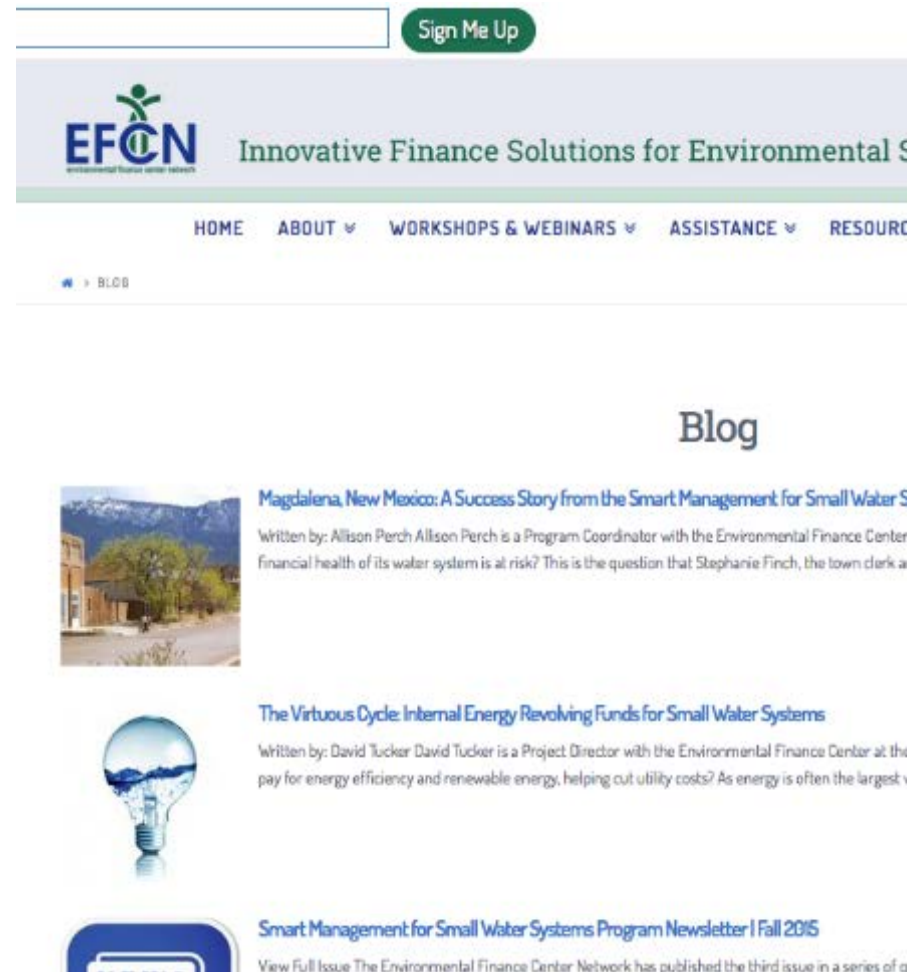 Sign Me Up
EFCN
environmental finance center network
Innovative Finance Solutions for Environmental S
HOME ABOUT WORKSHOPS & WEBINARS ASSISTANCE RESOURC
> BLOG
Blog
Magdalena, New Mexico: A Success Story from the Smart Management for Small Water S
Written by: Allison Perch Allison Perch is a Program Coordinator with the Environmental Finance Center
financial health of its water system is at risk? This is the question that Stephanie Finch, the town clerk a
The Virtuous Cycle: Internal Energy Revolving Funds for Small Water Systems
Written by: David Tucker David Tucker is a Project Director with the Environmental Finance Center at the
pay for energy efficiency and renewable energy, helping cut utility costs? As energy is often the largest v
Smart Management for Small Water Systems Program Newsletter | Fall 2015
View Full Issue The Environmental Finance Center Network has published the third issue in a series of